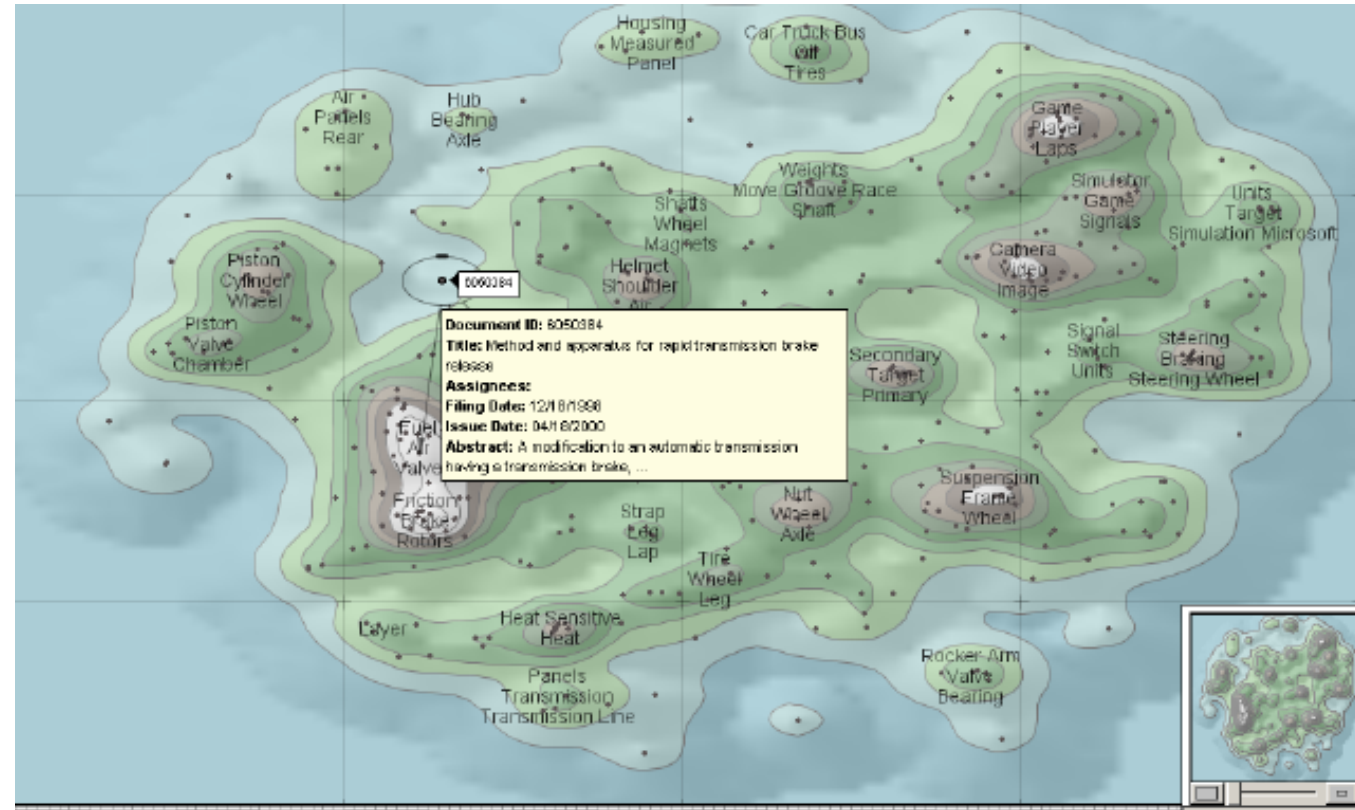 Housing
Measured
Panel
Car Truck Bus
Off
Tires
Air
Panels
Rear
Hub
Bearing
Axle
Game
Player
Laps
Weights
Move Groove Race
Shaft
Simulator
Game
Signals
Units
Target
Simulation Microsoft
Shafts
Wheel
Magnets
Piston
Cylinder
Wheel
Helmet
Shoulder
Air
Camera
Video
Image
6050384
Piston
Valve
Chamber
Document ID: 6050384
Title: Method and apparatus for rapid transmission brake
release
Assignees:
Filing Date: 12/18/1998
Issue Date: 04/18/2000
Abstract: A modification to an automatic transmission
having a transmission brake, ...
Secondary
Target
Primary
Signal
Switch
Units
Steering
Braking
Steering Wheel
Fuel
Air
Valve
Friction
Brake
Rotors
Strap
Leg
Lap
Nut
Wheel
Axle
Suspension
Frame
Wheel
Tire
Wheel
Leg
Layer
Heat Sensitive
Heat
Panels
Transmission
Transmission Line
Rocker Arm
Valve
Bearing